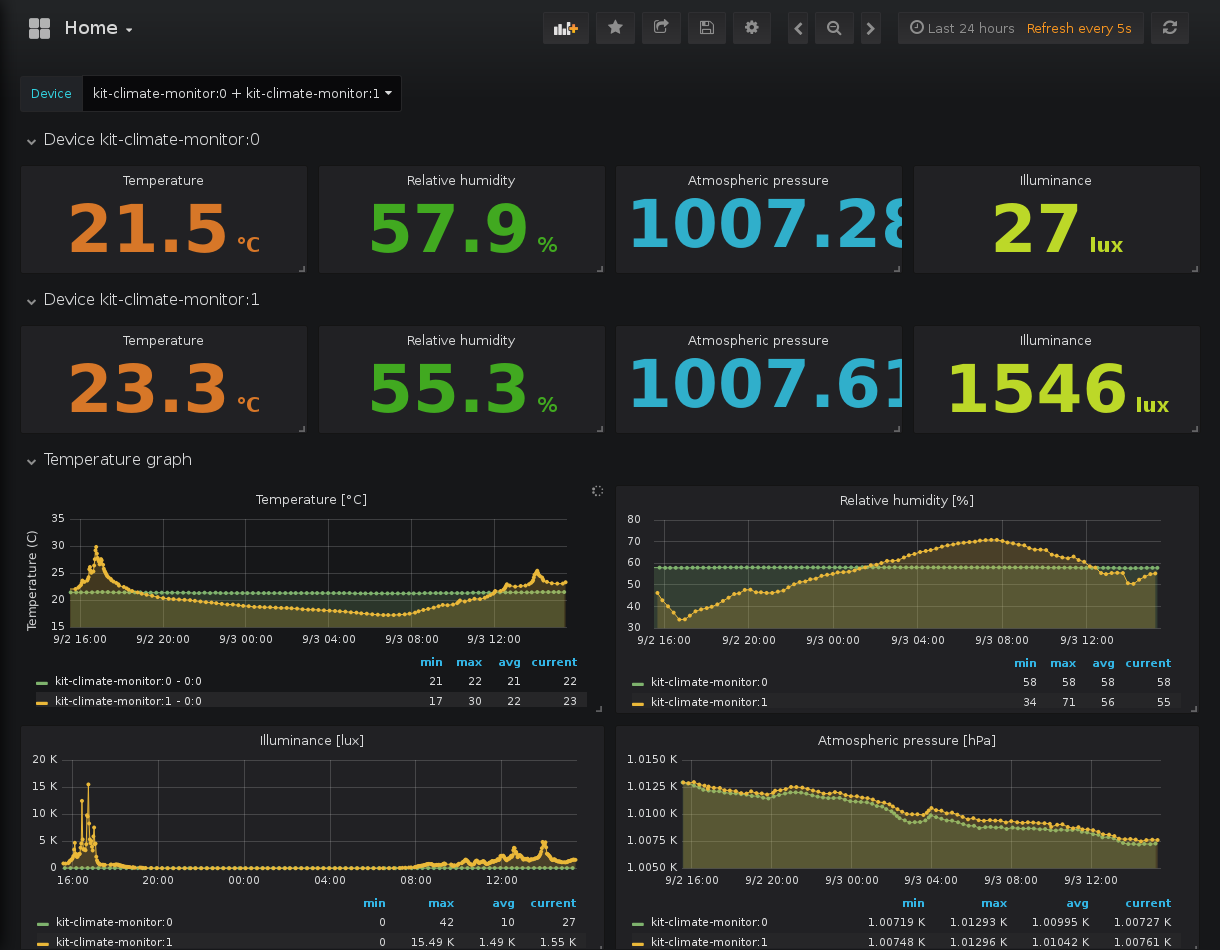 Home
Last 24 hours Refresh every 5s
Device kit-climate-monitor:0 + kit-climate-monitor:1
Device kit-climate-monitor:0
Temperature
21.5 °C
Relative humidity
57.9 %
Atmospheric pressure
1007.28
Illuminance
27 lux
Device kit-climate-monitor:1
Temperature
23.3 °C
Relative humidity
55.3 %
Atmospheric pressure
1007.61
Illuminance
1546 lux
Temperature graph
Temperature [°C]
Temperature (C)
35
30
25
20
15
9/2 16:00 9/2 20:00 9/3 00:00 9/3 04:00 9/3 08:00 9/3 12:00
min max avg current
kit-climate-monitor:0 - 0:0 21 22 21 22
kit-climate-monitor:1 - 0:0 17 30 22 23
Relative humidity [%]
80
70
60
50
40
30
9/2 16:00 9/2 20:00 9/3 00:00 9/3 04:00 9/3 08:00 9/3 12:00
min max avg current
kit-climate-monitor:0 58 58 58 58
kit-climate-monitor:1 34 71 56 55
Illuminance [lux]
20 K
15 K
10 K
5 K
0
16:00 20:00 00:00 04:00 08:00 12:00
min max avg current
kit-climate-monitor:0 0 42 10 27
kit-climate-monitor:1 0 15.49 K 1.49 K 1.55 K
Atmospheric pressure [hPa]
1.0150 K
1.0125 K
1.0100 K
1.0075 K
1.0050 K
9/2 16:00 9/2 20:00 9/3 00:00 9/3 04:00 9/3 08:00 9/3 12:00
min max avg current
kit-climate-monitor:0 1.00719 K 1.01293 K 1.00995 K 1.00727 K
kit-climate-monitor:1 1.00748 K 1.01296 K 1.01042 K 1.00761 K